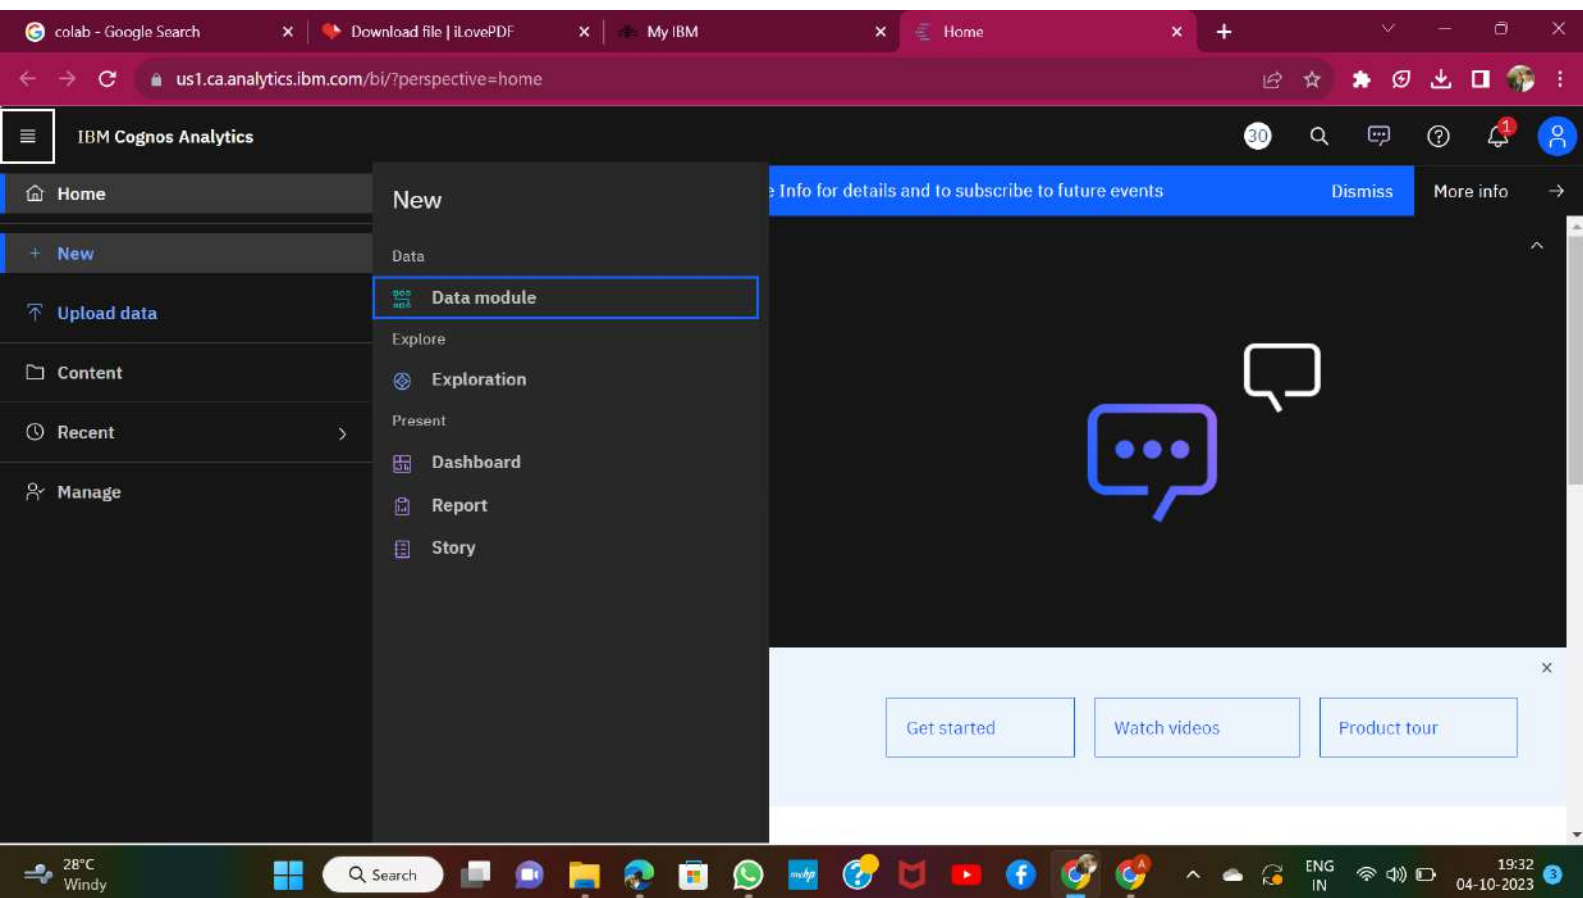 colab - Google Search
Download file | iLovePDF
My IBM
Home
us1.ca.analytics.ibm.com/bi/?perspective=home
IBM Cognos Analytics
30
1
Home
New
Upload data
Content
Recent
Manage
New
Data
Data module
Explore
Exploration
Present
Dashboard
Report
Story
Info for details and to subscribe to future events
Dismiss
More info
Get started
Watch videos
Product tour
28°C
Windy
Search
myhp
ENG
IN
19:32
04-10-2023
3